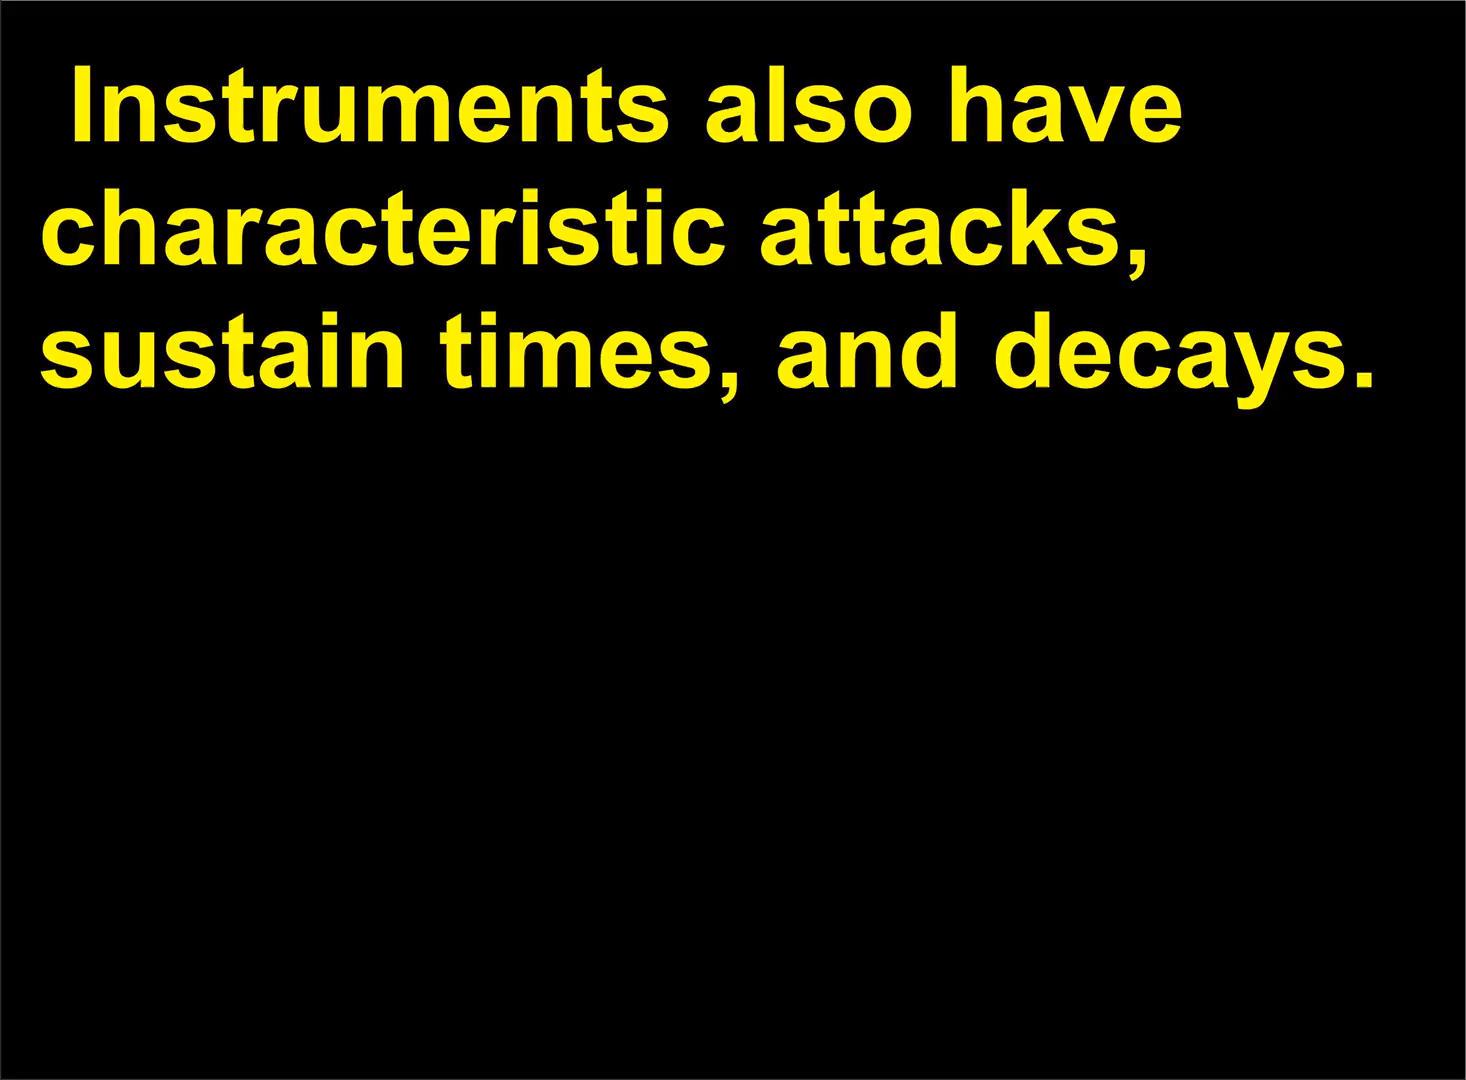 Instruments also have
characteristic attacks,
sustain times, and decays.